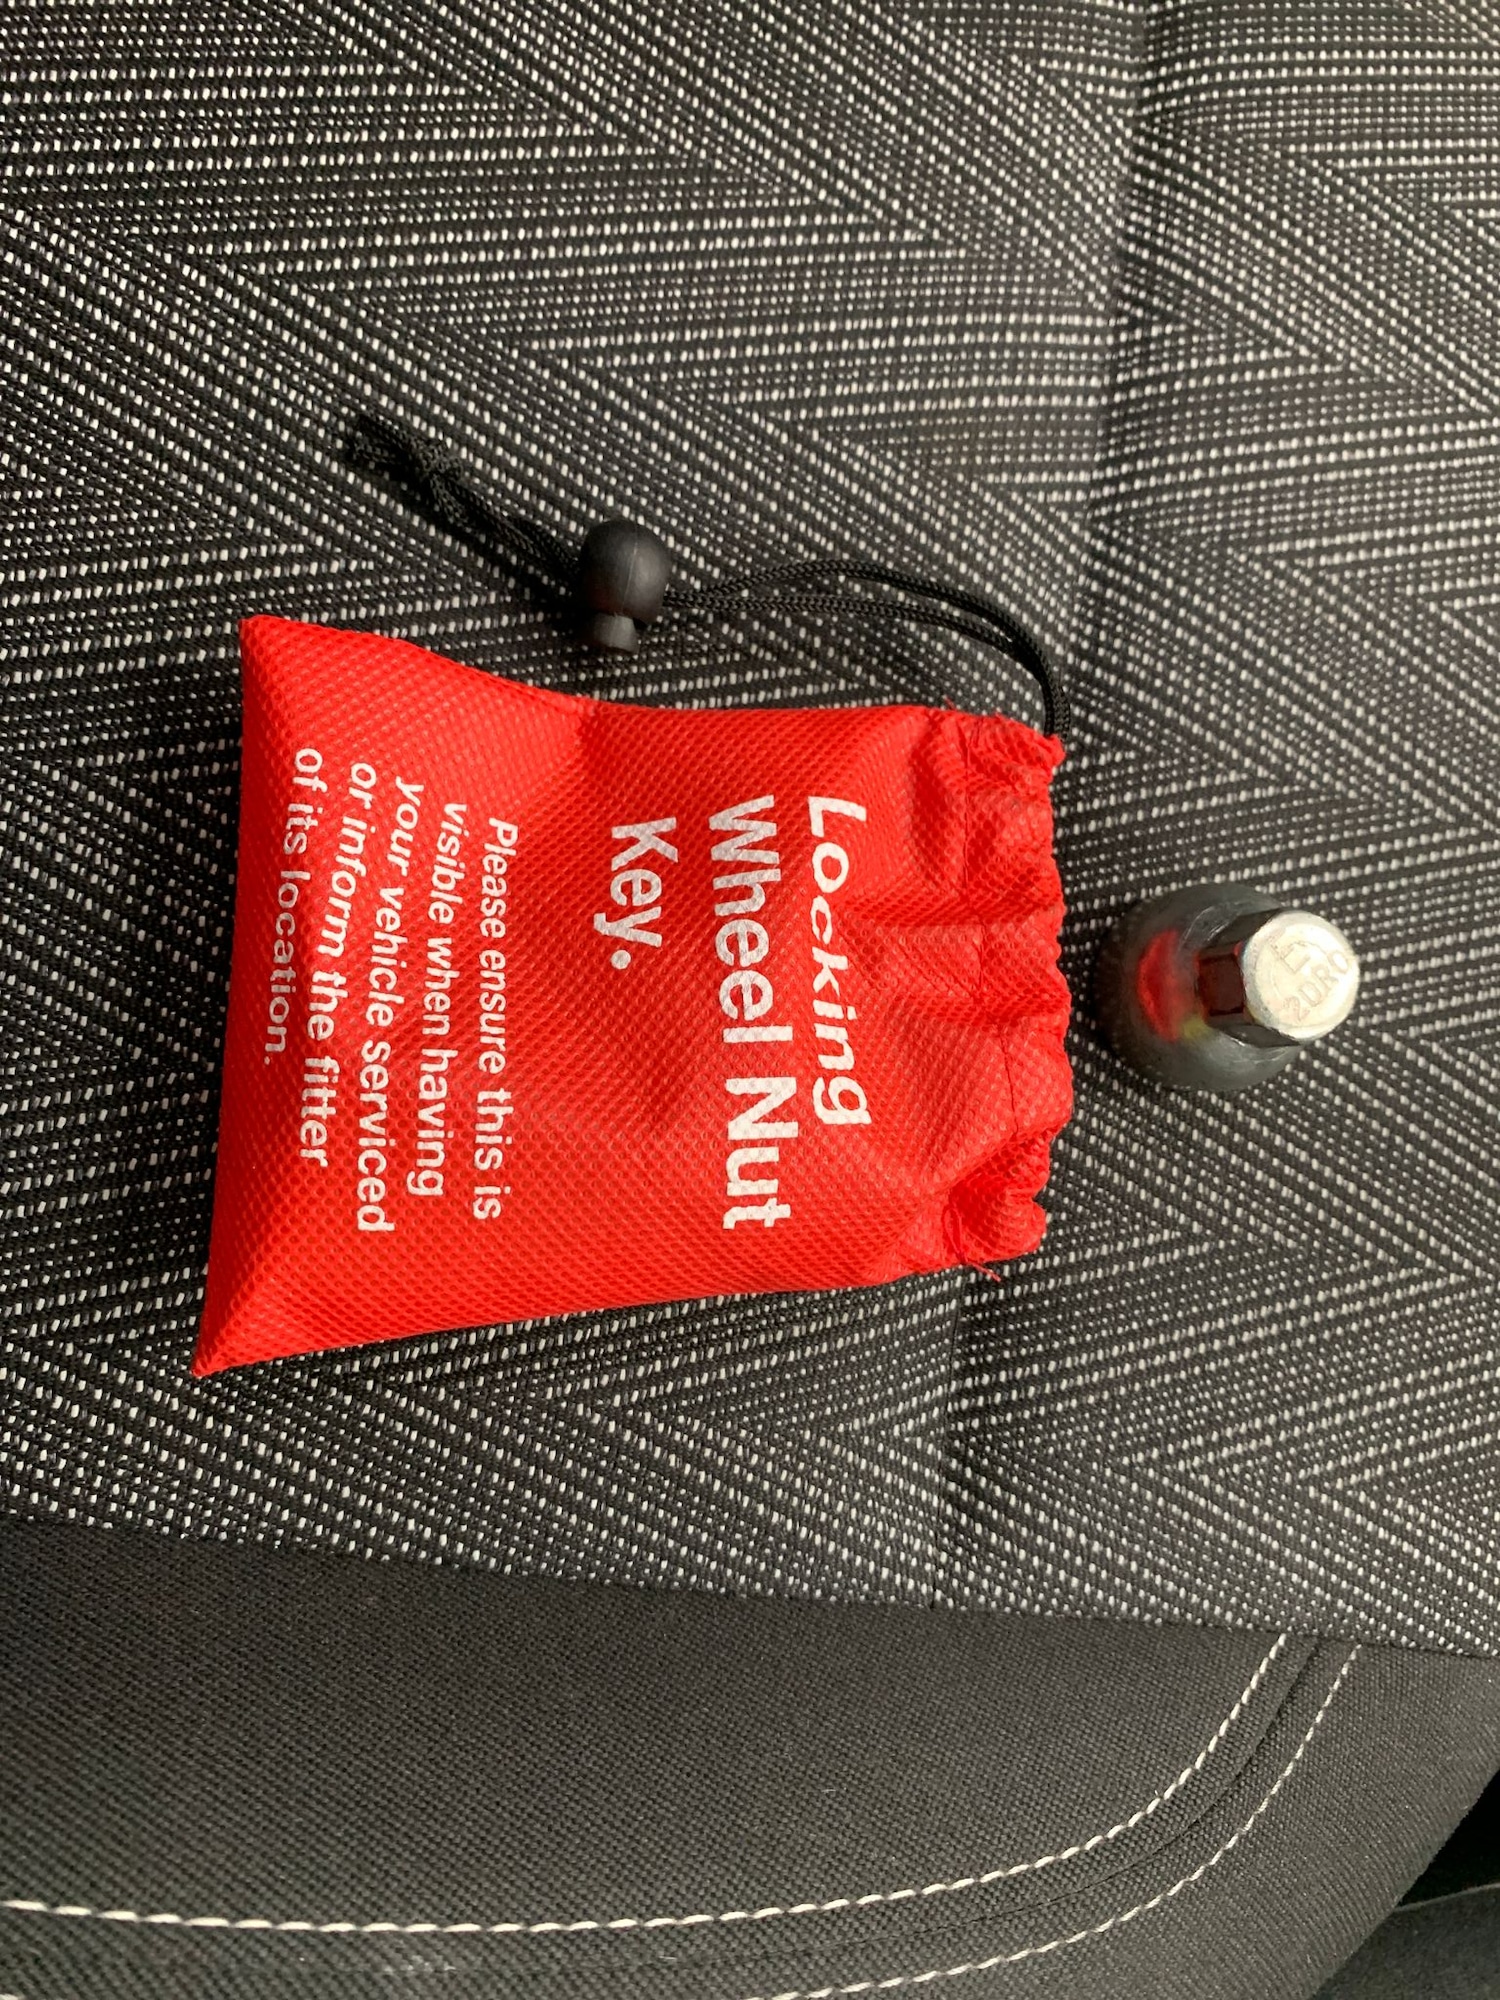 Locking
Wheel Nut
Key.
Please ensure this is
visible when having
your vehicle serviced
or inform the fitter
of its location.
2DRO